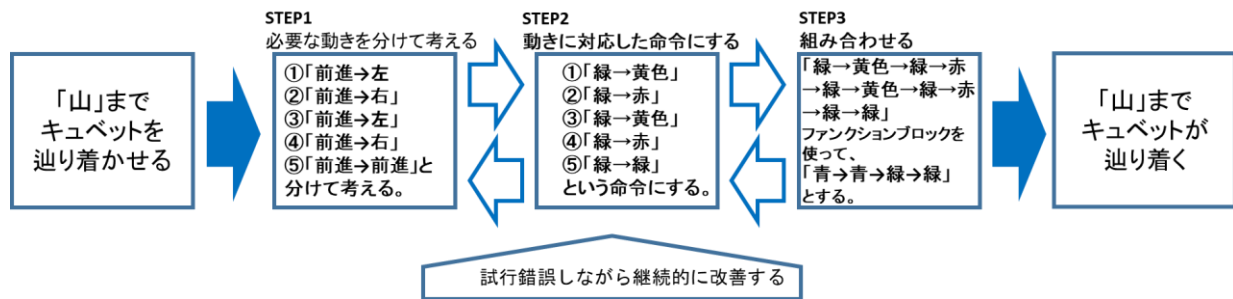 「山」まで
キュベットを
辿り着かせる
STEP1
必要な動きを分けて考える
①「前進→左
②「前進→右」
③「前進→左」
④「前進→右」
⑤「前進→前進」と
分けて考える。
STEP2
動きに対応した命令にする
①「緑→黄色」
②「緑→赤」
③「緑→黄色」
④「緑→赤」
⑤「緑→緑」
という命令にする。
STEP3
組み合わせる
「緑→黄色→緑→赤
→緑→黄色→緑→赤
→緑→緑」
ファンクションブロックを
使って、
「青→青→緑→緑」
とする。
「山」まで
キュベットが
辿り着く
試行錯誤しながら継続的に改善する